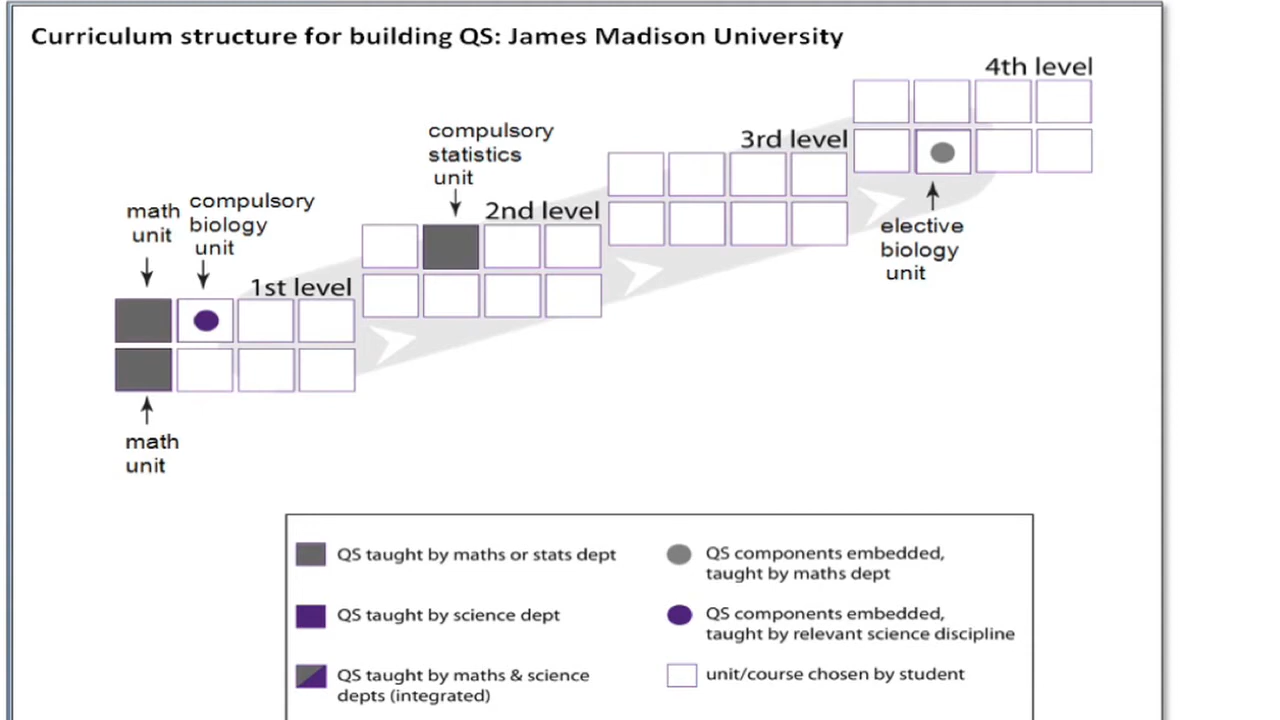 Curriculum structure for building QS: James Madison University
4th level
compulsory
statistics
unit
3rd level
compulsory
biology
unit
math
unit
2nd level
elective
biology
unit
1st level
math
unit
QS taught by maths or stats dept
QS components embedded,
taught by maths dept
QS taught by science dept
QS components embedded,
taught by relevant science discipline
QS taught by maths & science
depts (integrated)
unit/course chosen by student